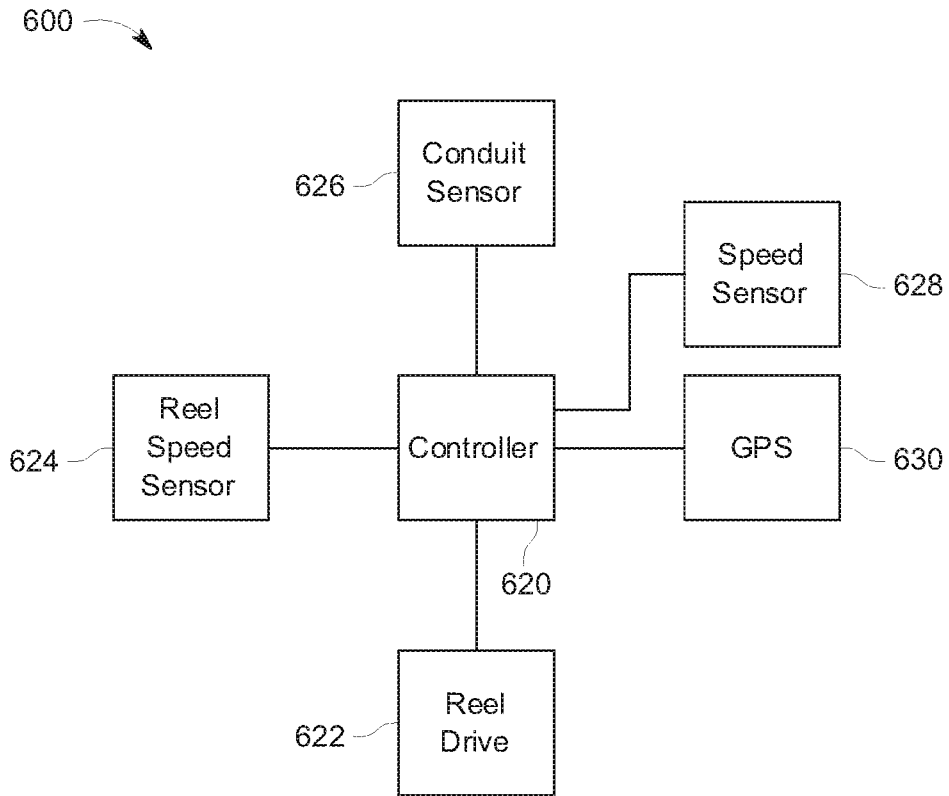 600
Conduit
Sensor
626
Speed
Sensor
628
Reel
Speed
Sensor
624
Controller
620
GPS
630
Reel
Drive
622